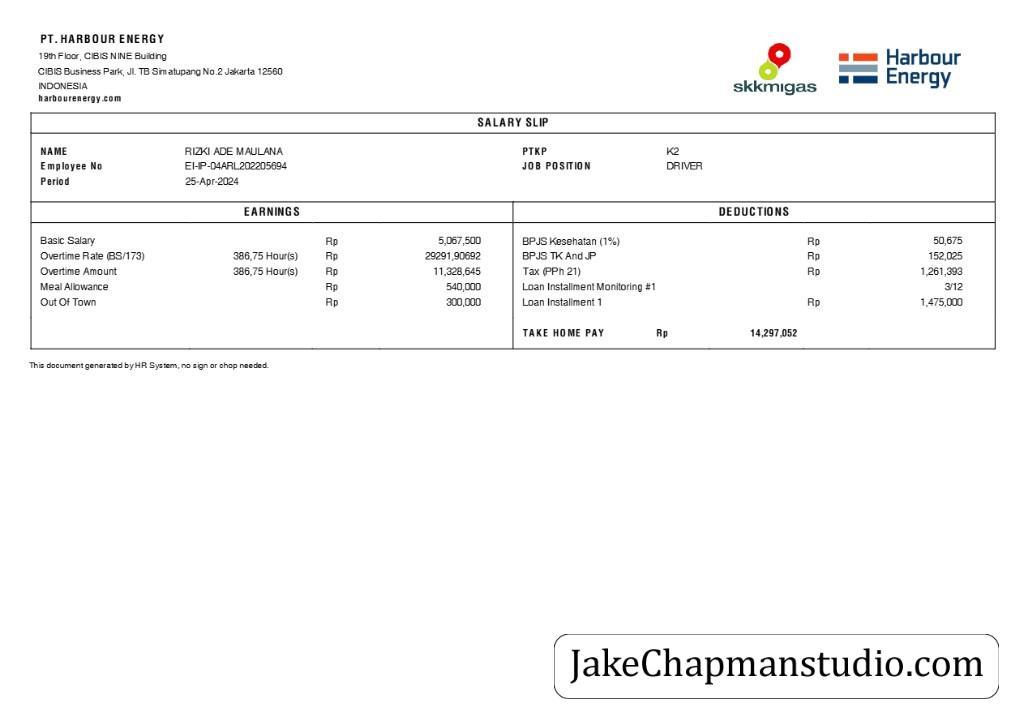 PT. HARBOUR ENERGY
19th Floor, CIBIS NINE Building
CIBIS Business Park, Jl. TB Simatupang No.2 Jakarta 12560
INDONESIA
harbourenergy.com
skkmigas
Harbour
Energy
SALARY SLIP
NAME RIZKI ADE MAULANA PTKP K2
Employee No EI-IP-04ARL202205694 JOB POSITION DRIVER
Period 25-Apr-2024
EARNINGS DEDUCTIONS
Basic Salary Rp 5,067,500 BPJS Kesehatan (1%) Rp 50,675
Overtime Rate (BS/173) 386,75 Hour(s) Rp 29291,90692 BPJS TK And JP Rp 152,025
Overtime Amount 386,75 Hour(s) Rp 11,328,645 Tax (PPh 21) Rp 1,261,393
Meal Allowance Rp 540,000 Loan Installment Monitoring #1 3/12
Out Of Town Rp 300,000 Loan Installment 1 Rp 1,475,000
TAKE HOME PAY Rp 14,297,052
This document generated by HR System, no sign or chop needed.
JakeChapmanstudio.com